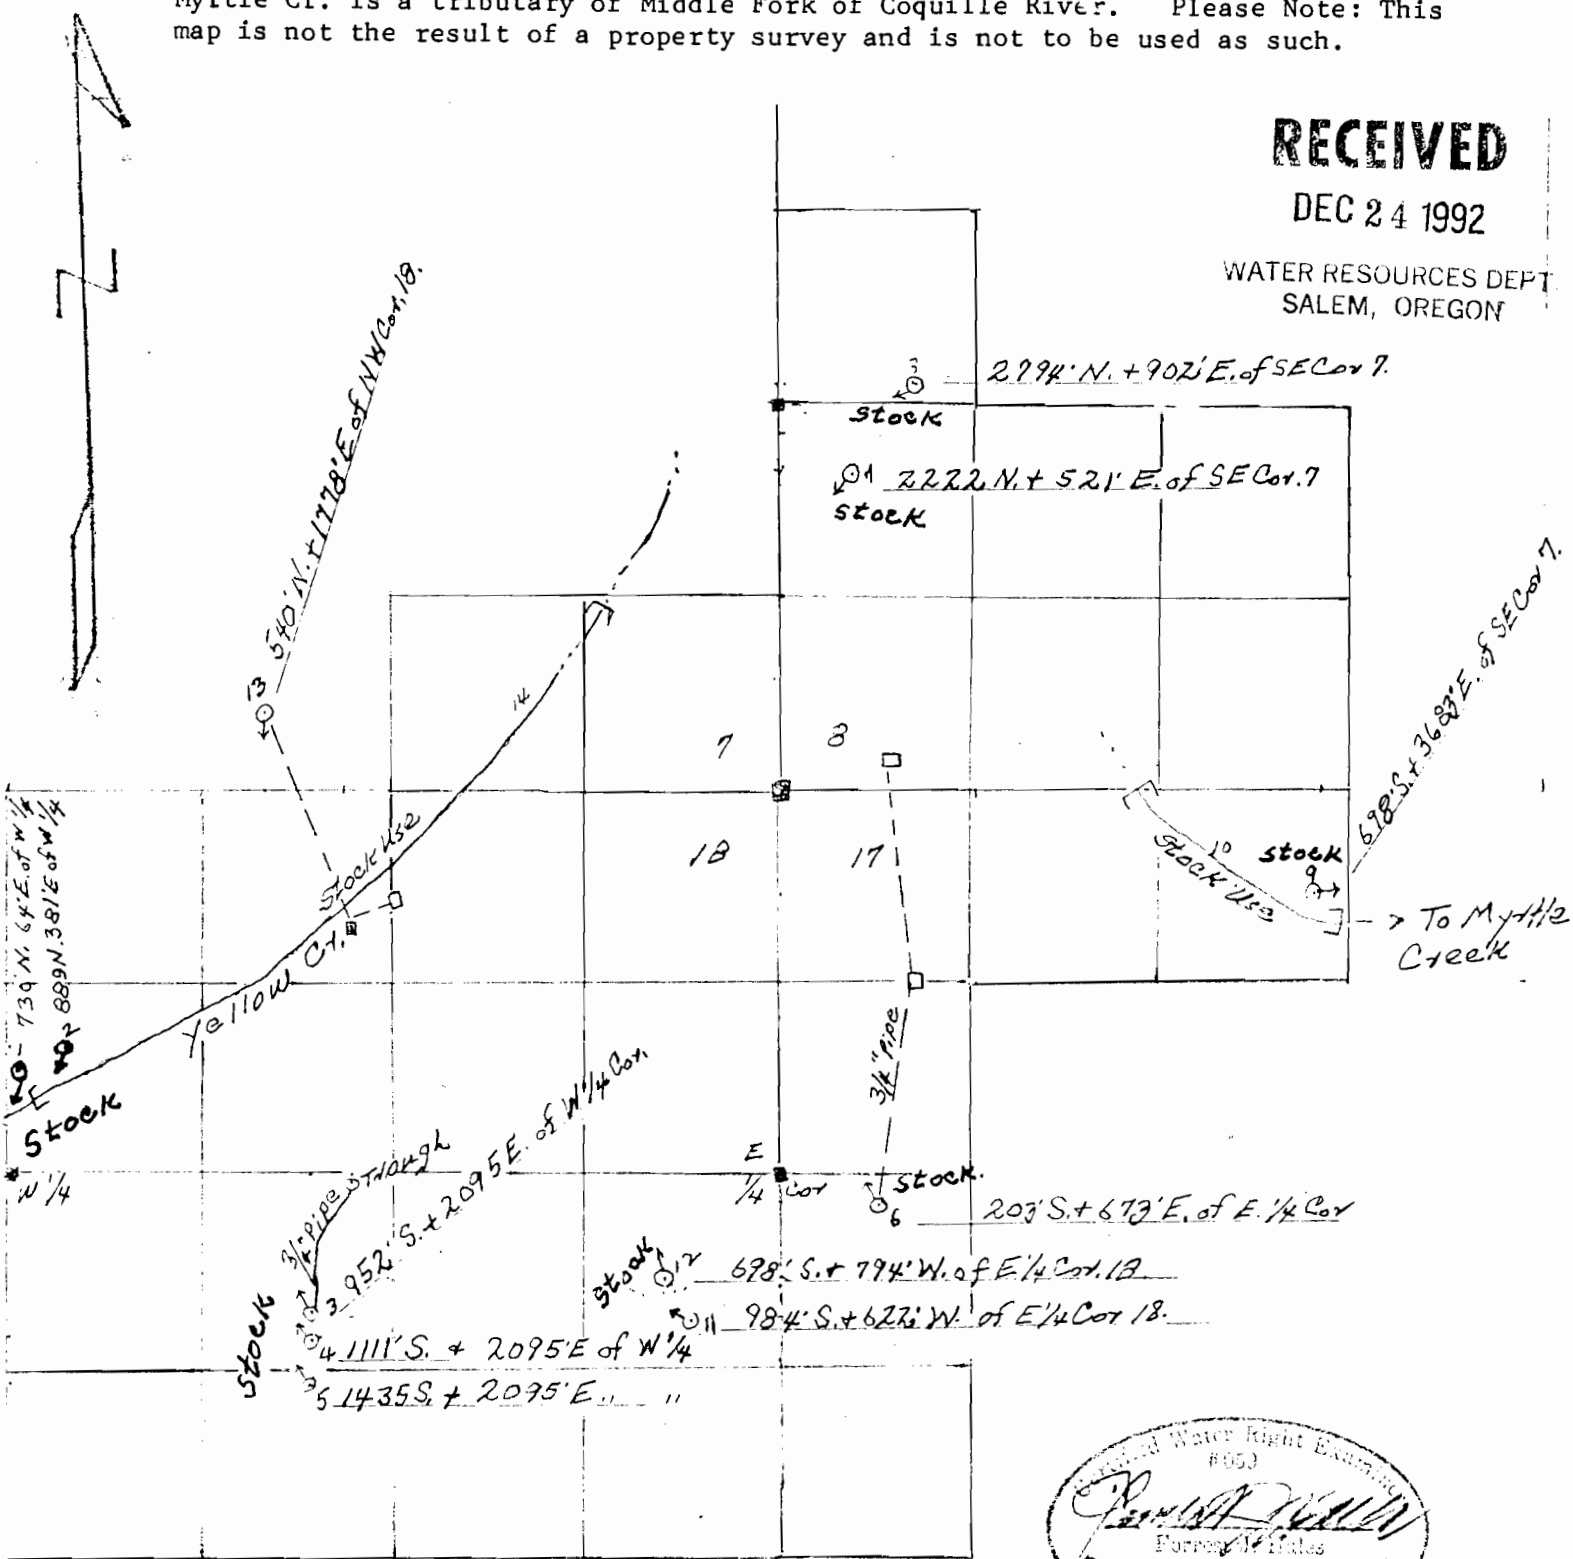 Myrtle Cr. is a tributary of Middle Fork of Coquille River. Please Note: This
map is not the result of a property survey and is not to be used as such.
RECEIVED
DEC 24 1992
WATER RESOURCES DEPT
SALEM, OREGON
N
3 2794' N. + 902' E. of SE Cor 7.
stock
1 2222 N. + 521' E. of SE Cor. 7
stock
13 540' N. + 1778' E of NW Cor. 18.
14
7 8
18 17
698' S. + 3683' E. of SE Cor 7.
Stock Use
10
stock
9
Stock Use
To Myrtle
Creek
Yellow Cr.
739' N. 64' E. of W 1/4
2 889 N. 381' E of W 1/4
Stock
W 1/4
3/4" Pipe
E
1/4 Cor
stock.
6 203' S. + 673' E. of E. 1/4 Cor
3/4" Pipe & Trough
3 952' S. + 2095 E. of W 1/4 Cor.
stock
12 698' S. + 794' W. of E 1/4 Cor. 18
11 984' S. + 622' W. of E 1/4 Cor 18.
stock
4 1111' S. + 2095' E of W 1/4
5 1435 S. + 2095' E. " "
Water Right Examiner